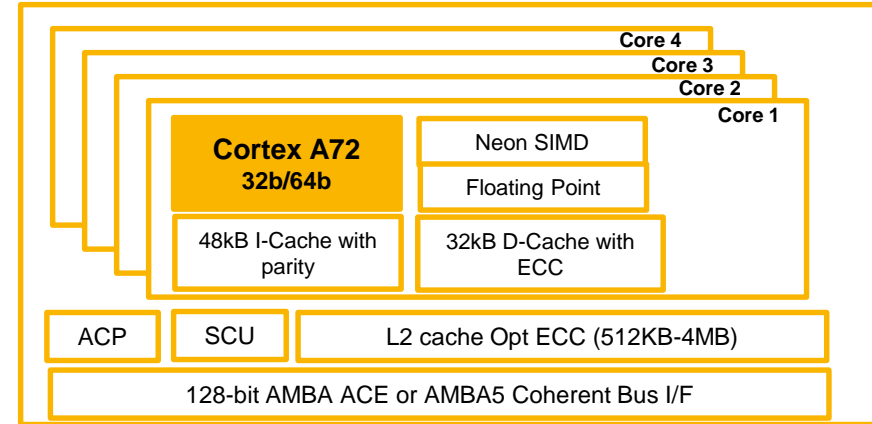 Core 4
Core 3
Core 2
Core 1
Cortex A72
32b/64b
Neon SIMD
Floating Point
48kB I-Cache with
parity
32kB D-Cache with
ECC
ACP
SCU
L2 cache Opt ECC (512KB-4MB)
128-bit AMBA ACE or AMBA5 Coherent Bus I/F